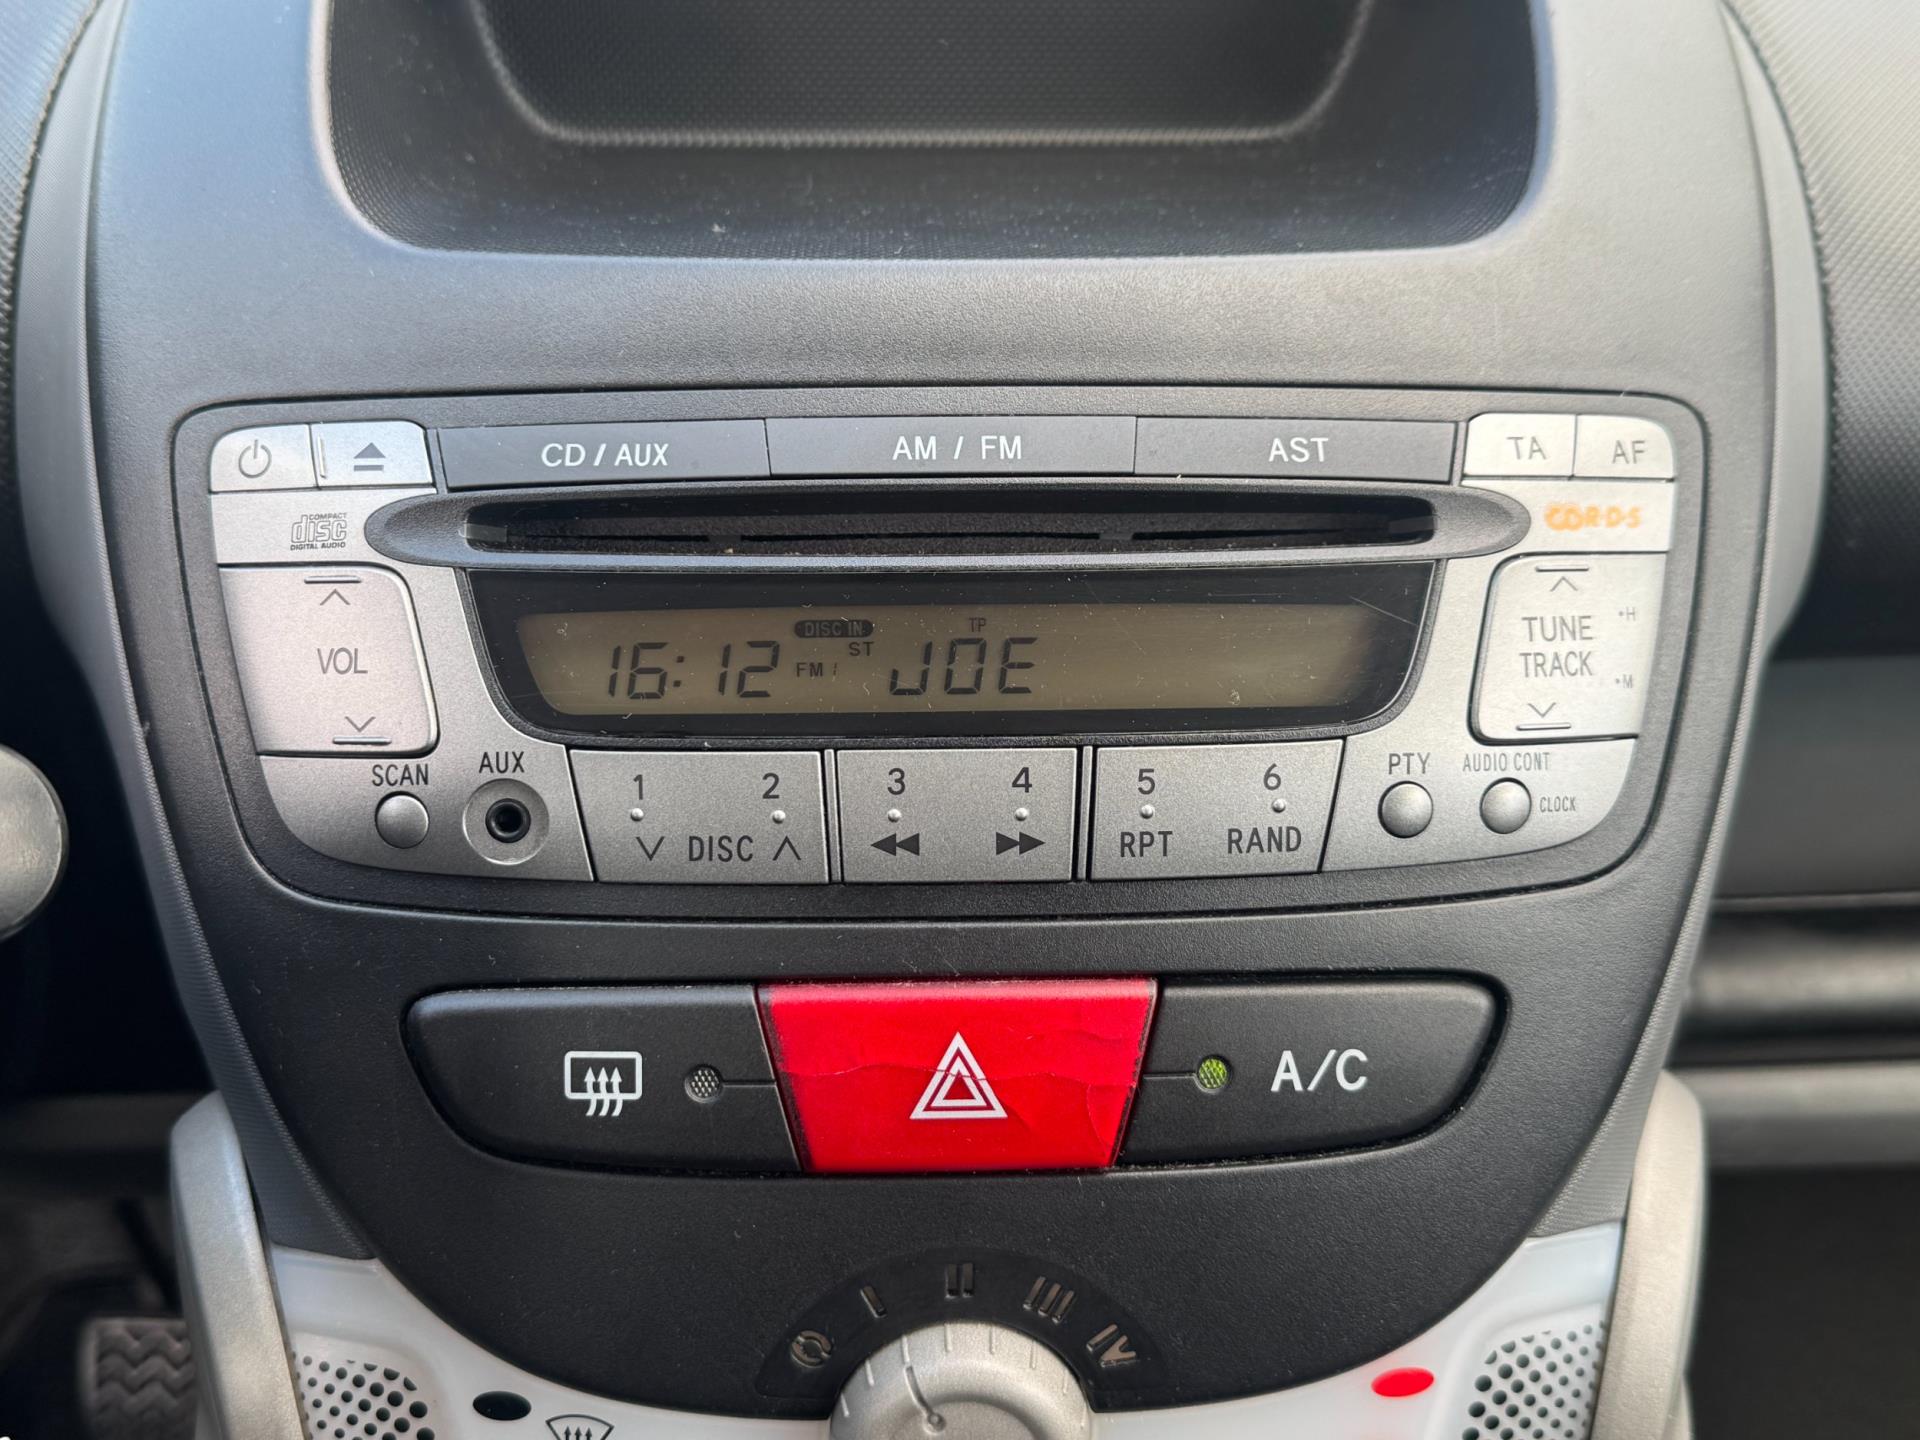 CD / AUX
AM / FM
AST
TA
AF
COMPACT
disc
DIGITAL AUDIO
R·D·S
VOL
16:12
DISC IN
ST
FM 1
TP
JOE
TUNE
TRACK
•H
•M
SCAN
AUX
1
2
DISC
3
4
5
RPT
6
RAND
PTY
AUDIO CONT
CLOCK
A/C
I
II
III
IV